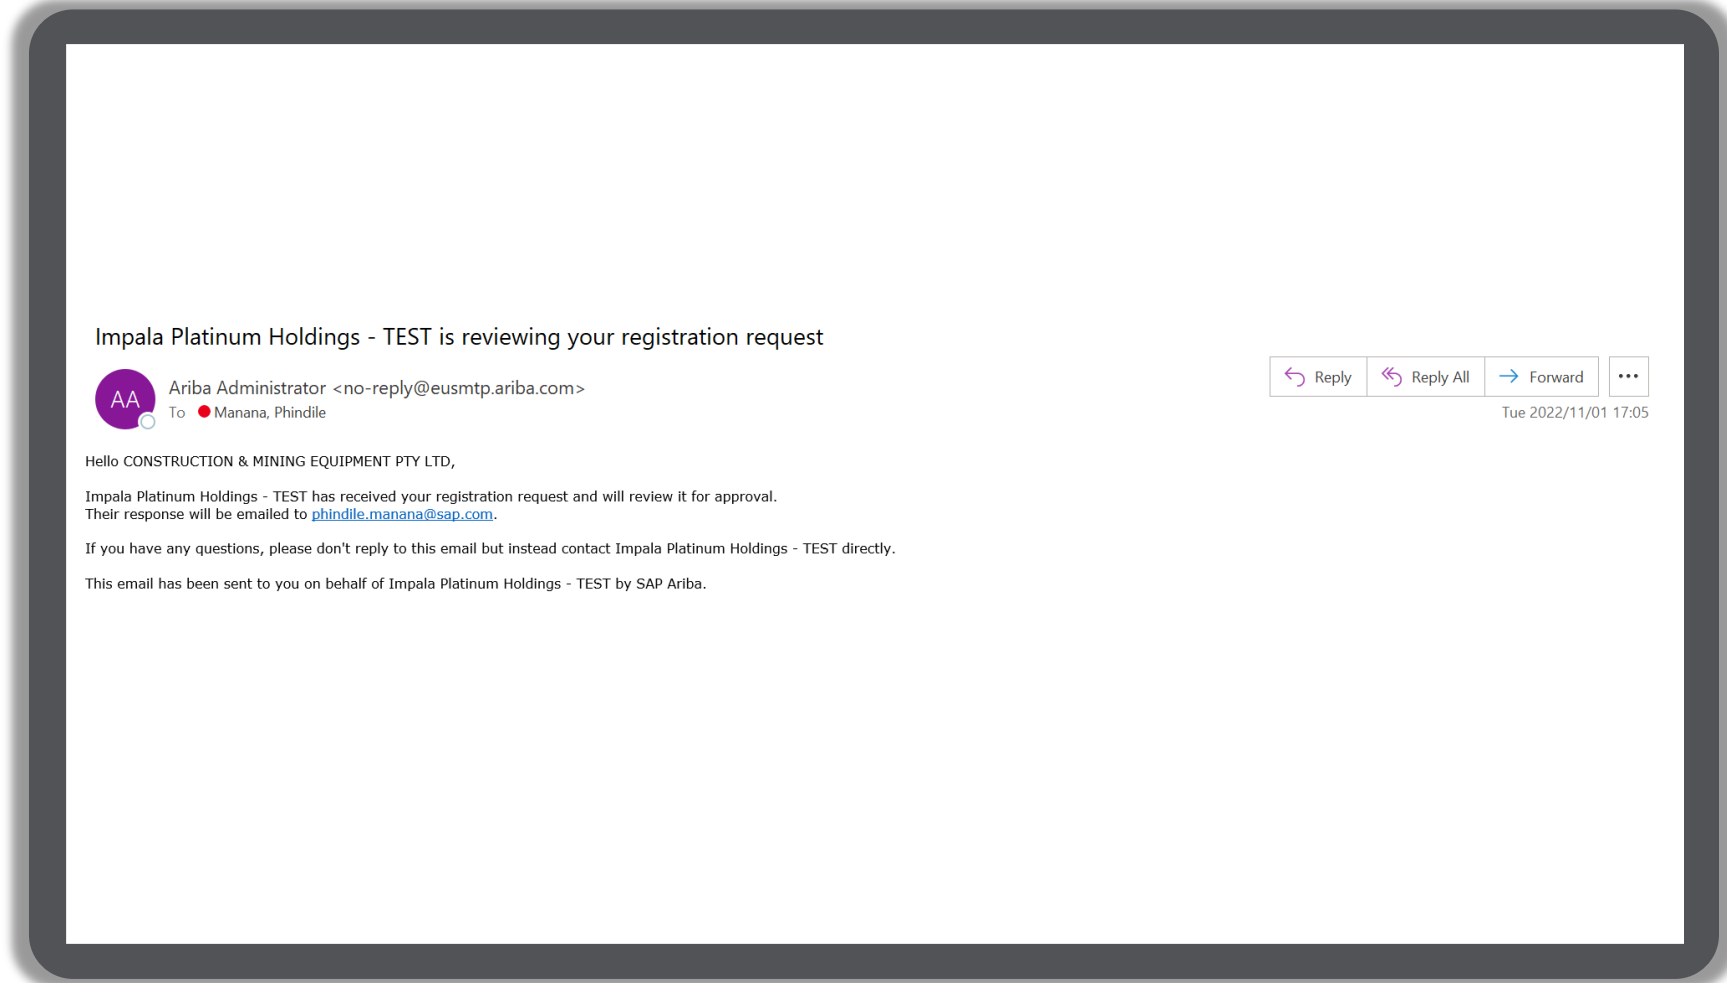 Impala Platinum Holdings - TEST is reviewing your registration request
AA
Ariba Administrator <no-reply@eusmtp.ariba.com>
To Manana, Phindile
Reply
Reply All
Forward
Tue 2022/11/01 17:05
Hello CONSTRUCTION & MINING EQUIPMENT PTY LTD,
Impala Platinum Holdings - TEST has received your registration request and will review it for approval.
Their response will be emailed to phindile.manana@sap.com.
If you have any questions, please don't reply to this email but instead contact Impala Platinum Holdings - TEST directly.
This email has been sent to you on behalf of Impala Platinum Holdings - TEST by SAP Ariba.